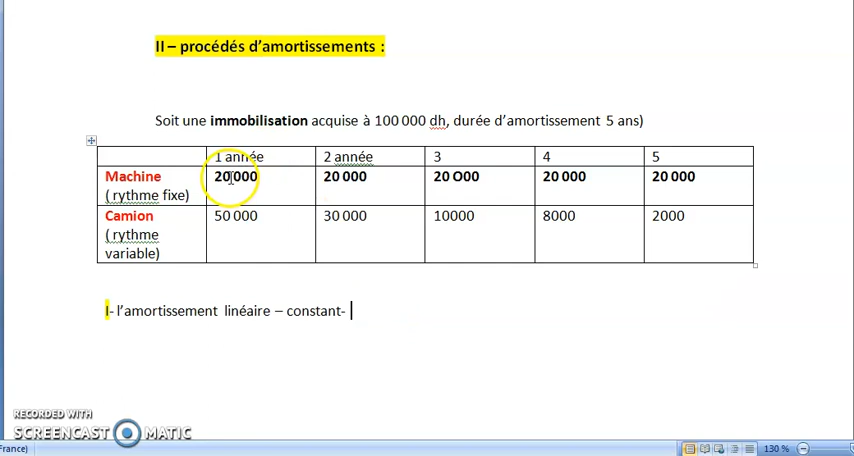 II – procédés d’amortissements :
Soit une immobilisation acquise à 100 000 dh, durée d’amortissement 5 ans)
1 année 2 année 3 4 5
Machine 20 000 20 000 20 O00 20 000 20 000
( rythme fixe)
Camion 50 000 30 000 10000 8000 2000
( rythme
variable)
I- l’amortissement linéaire – constant-
RECORDED WITH
SCREENCAST MATIC
France) 130 %